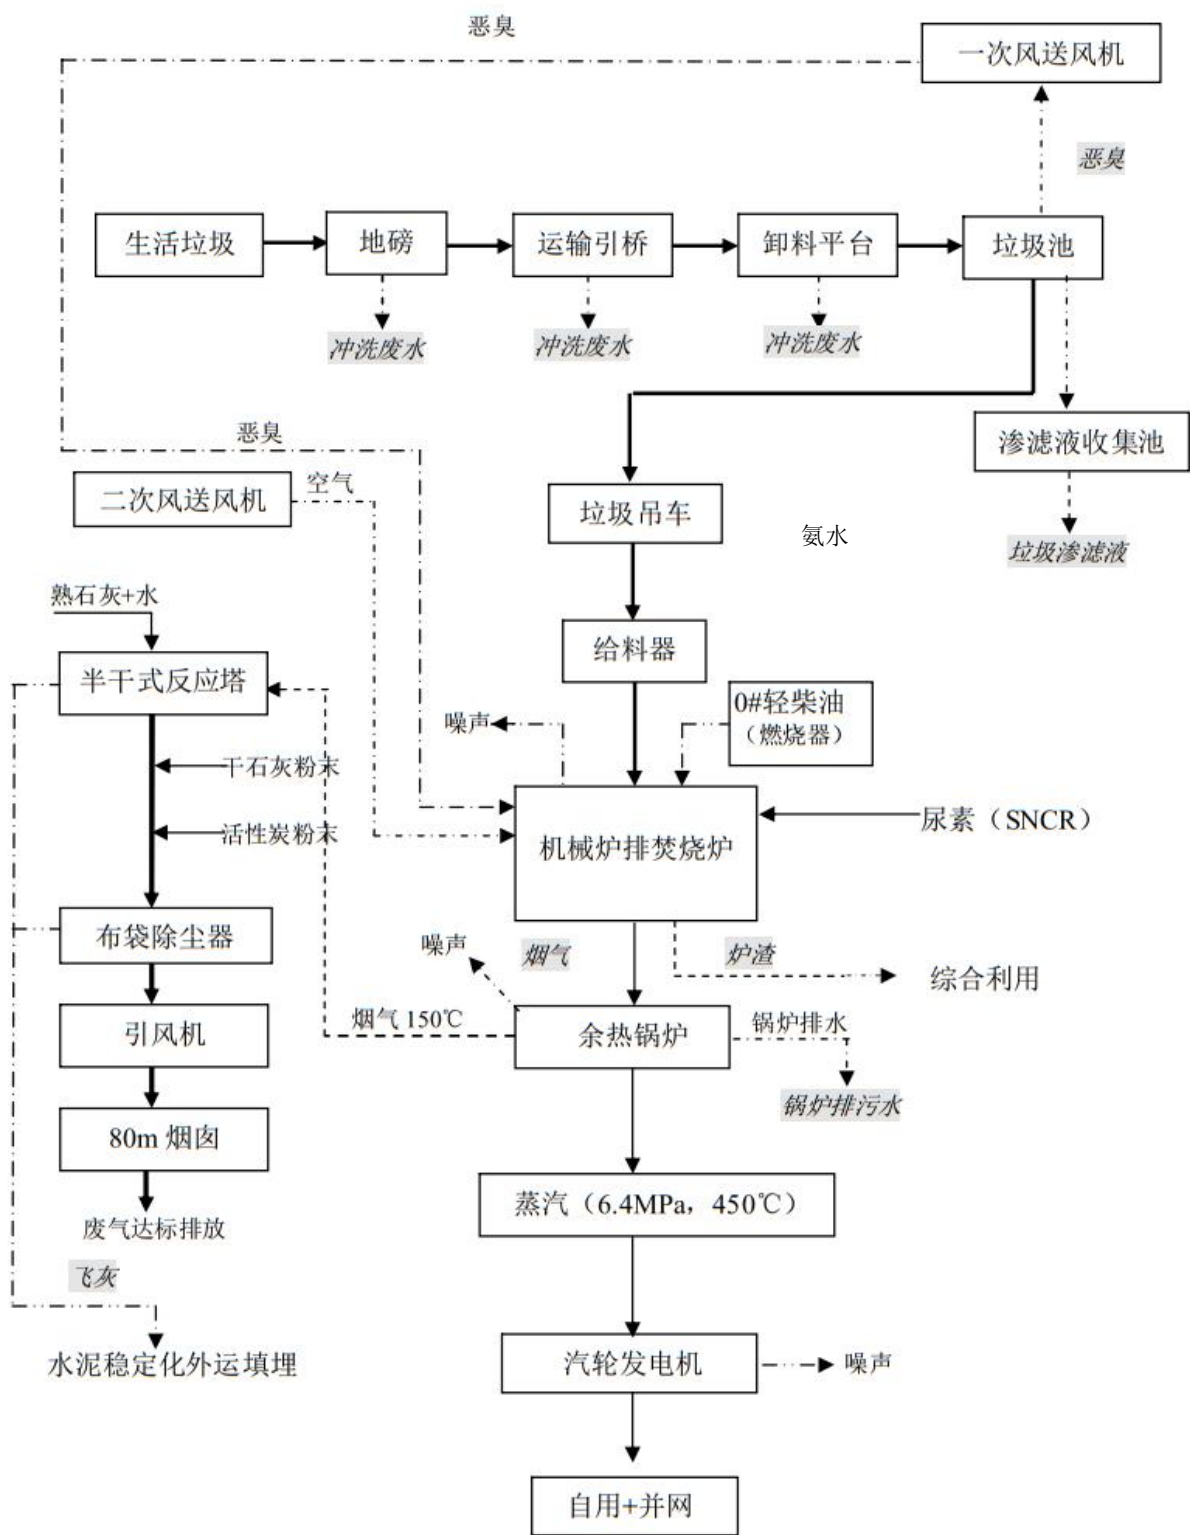 恶臭
一次风送风机
恶臭
生活垃圾
地磅
运输引桥
卸料平台
垃圾池
冲洗废水
冲洗废水
冲洗废水
恶臭
渗滤液收集池
二次风送风机
空气
垃圾吊车
氨水
垃圾渗滤液
熟石灰+水
半干式反应塔
给料器
0#轻柴油
（燃烧器）
噪声
干石灰粉末
活性炭粉末
机械炉排焚烧炉
尿素（SNCR）
布袋除尘器
噪声
烟气
炉渣
综合利用
引风机
烟气 150℃
余热锅炉
锅炉排水
锅炉排污水
80m 烟囱
废气达标排放
蒸汽（6.4MPa，450℃）
飞灰
水泥稳定化外运填埋
汽轮发电机
噪声
自用+并网